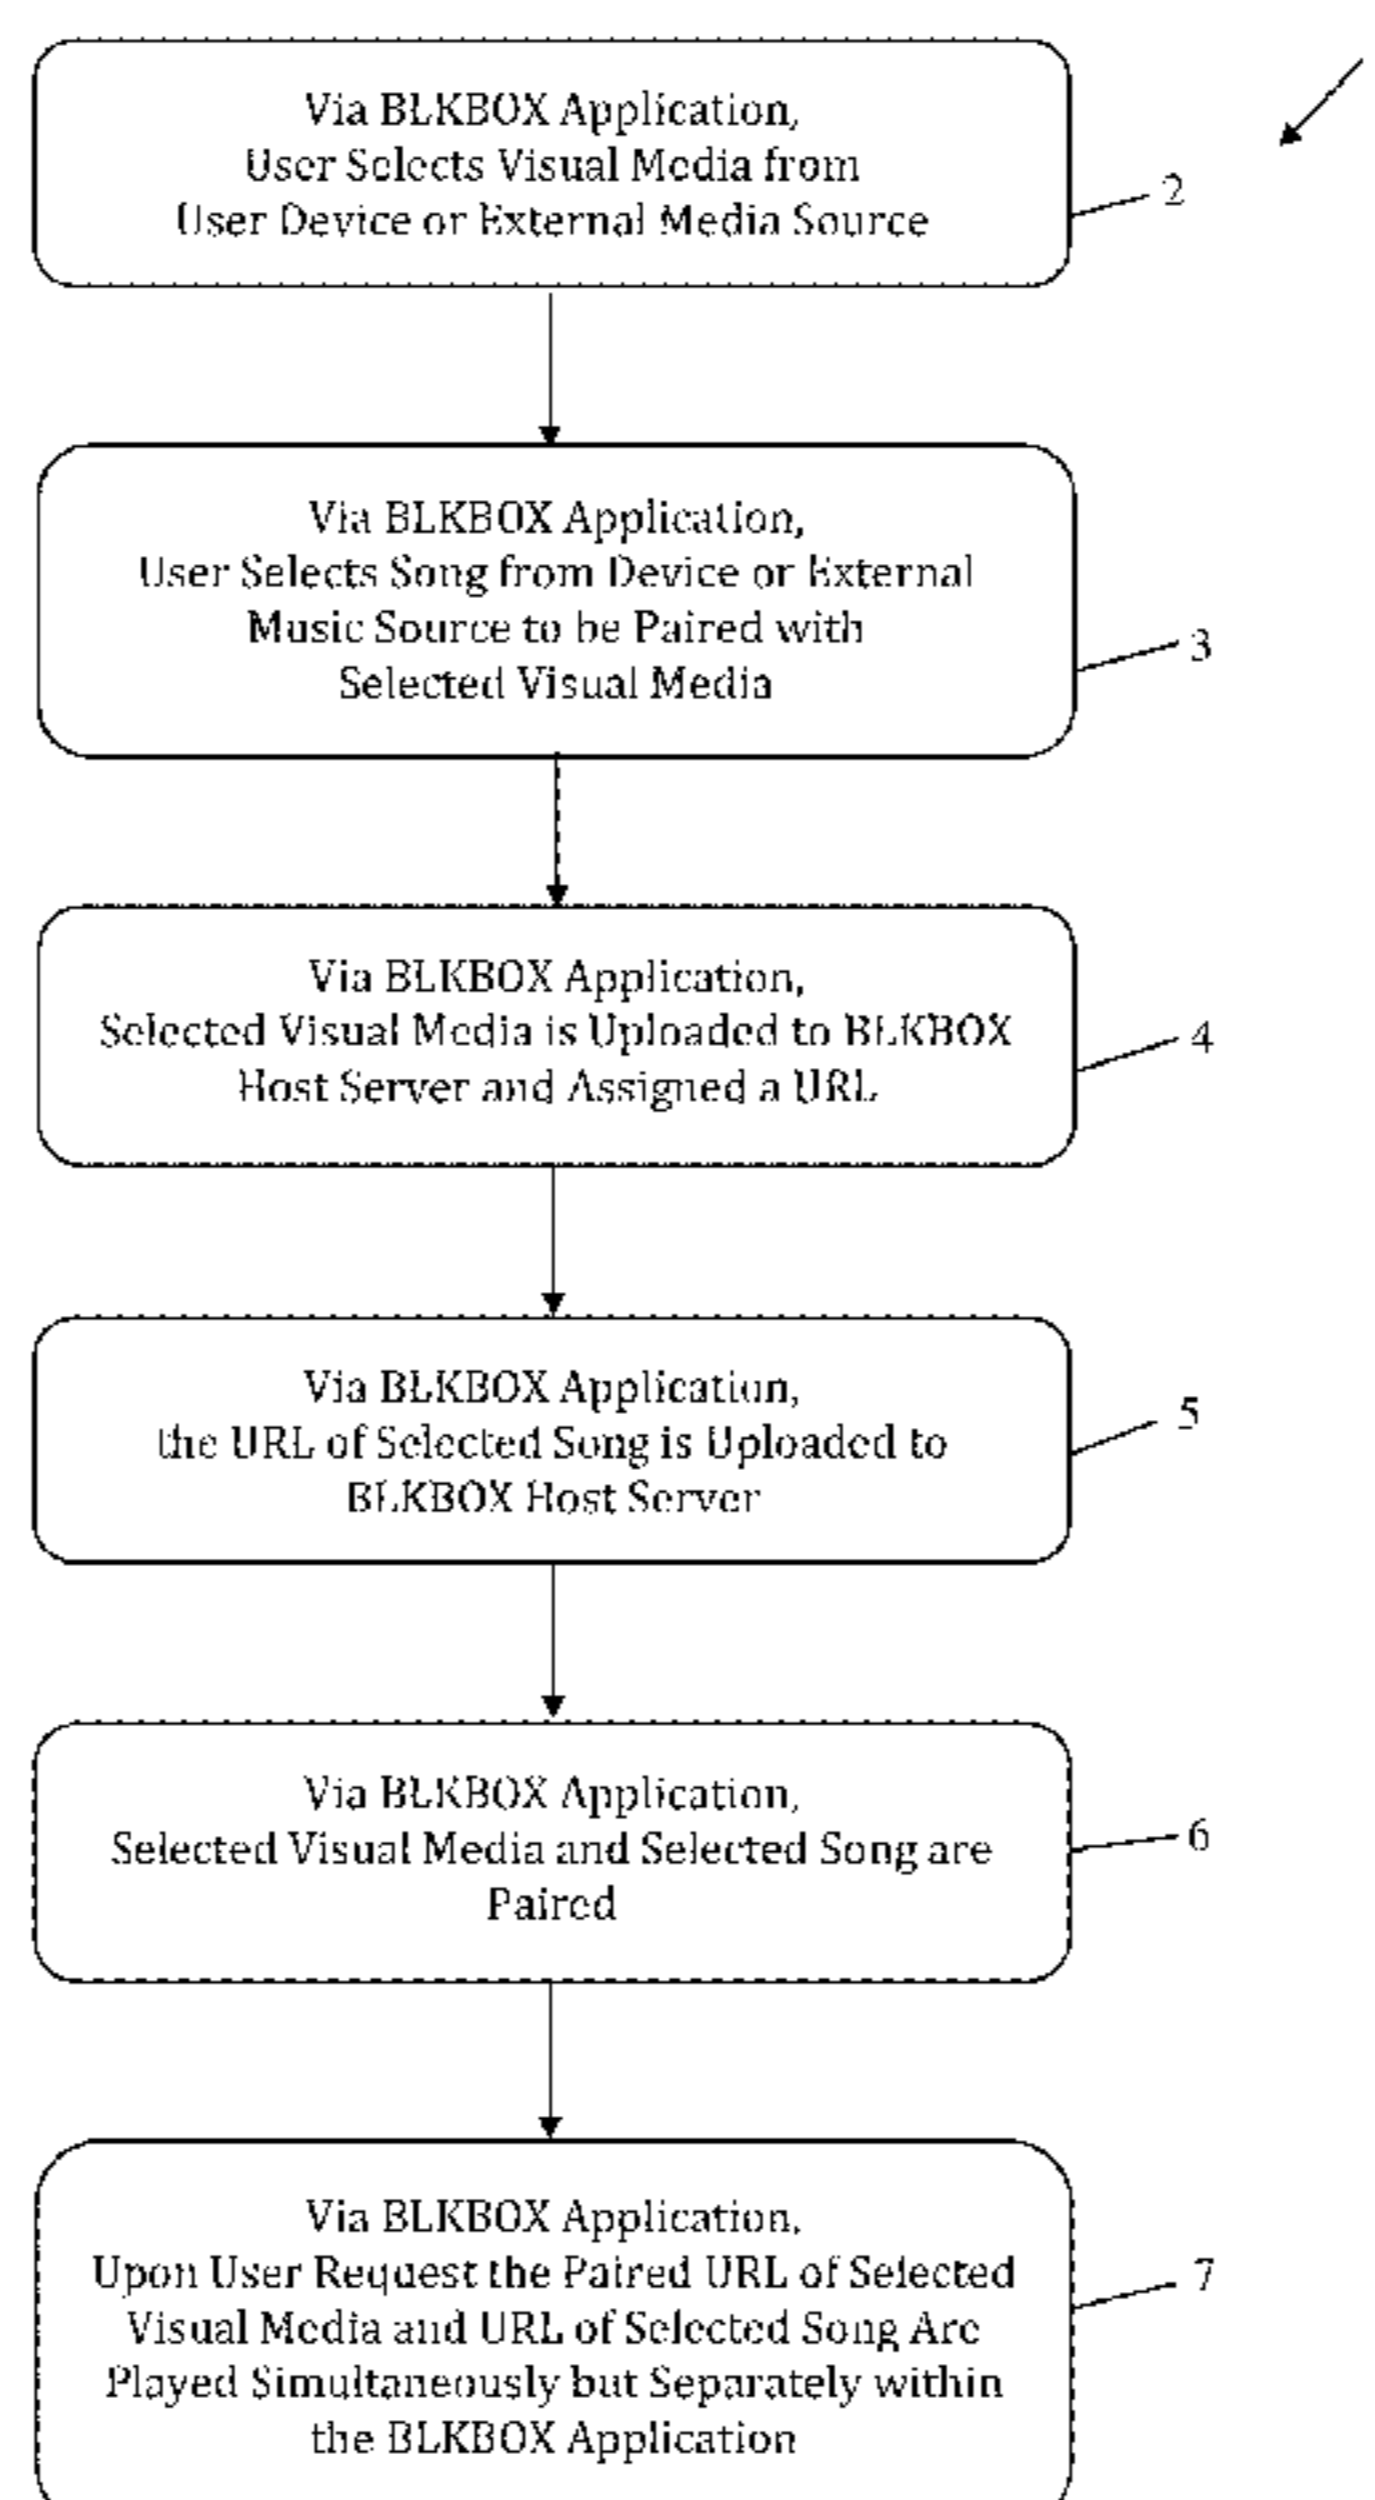 Via BLKBOX Application,
User Selects Visual Media from
User Device or External Media Source
2
Via BLKBOX Application,
User Selects Song from Device or External
Music Source to be Paired with
Selected Visual Media
3
Via BLKBOX Application,
Selected Visual Media is Uploaded to BLKBOX
Host Server and Assigned a URL
4
Via BLKBOX Application,
the URL of Selected Song is Uploaded to
BLKBOX Host Server
5
Via BLKBOX Application,
Selected Visual Media and Selected Song are
Paired
6
Via BLKBOX Application,
Upon User Request the Paired URL of Selected
Visual Media and URL of Selected Song Are
Played Simultaneously but Separately within
the BLKBOX Application
7